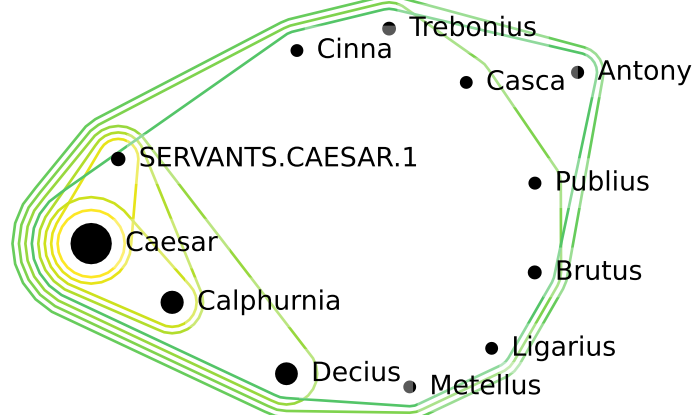 Trebonius
Cinna
Antony
Casca
SERVANTS.CAESAR.1
Publius
Caesar
Brutus
Calphurnia
Ligarius
Decius
Metellus